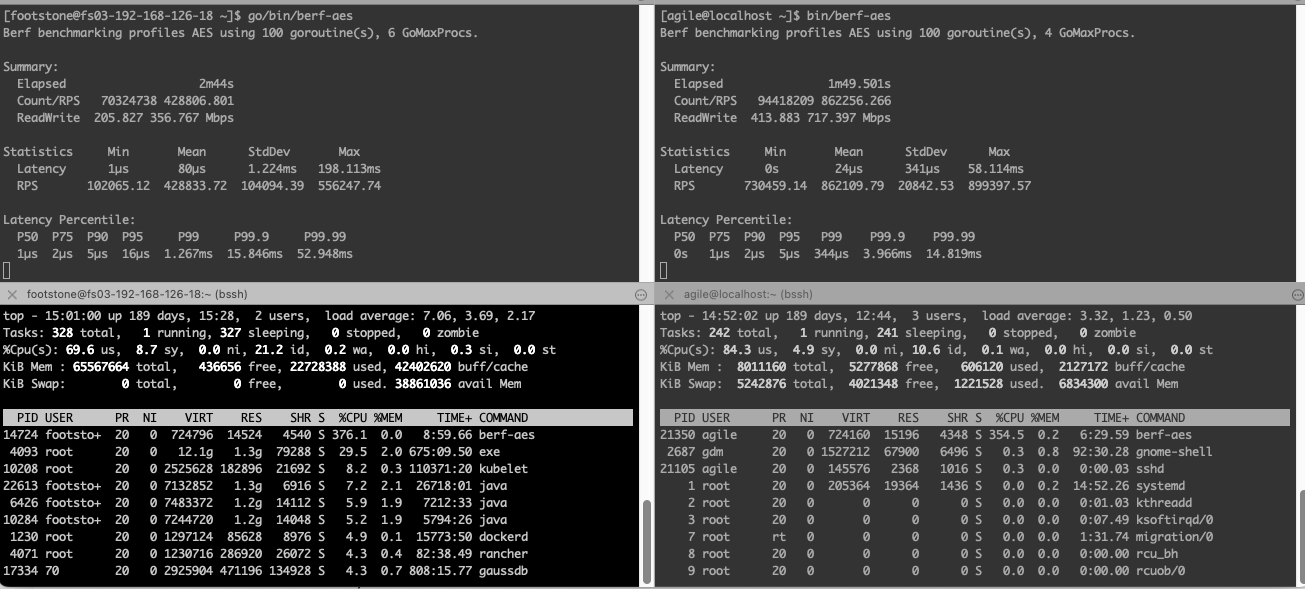 [footstone@fs03-192-168-126-18 ~]$ go/bin/berf-aes
Berf benchmarking profiles AES using 100 goroutine(s), 6 GoMaxProcs.
Summary:
Elapsed 2m44s
Count/RPS 70324738 428806.801
ReadWrite 205.827 356.767 Mbps
Statistics Min Mean StdDev Max
Latency 1µs 80µs 1.224ms 198.113ms
RPS 102065.12 428833.72 104094.39 556247.74
Latency Percentile:
P50 P75 P90 P95 P99 P99.9 P99.99
1µs 2µs 5µs 16µs 1.267ms 15.846ms 52.948ms
[agile@localhost ~]$ bin/berf-aes
Berf benchmarking profiles AES using 100 goroutine(s), 4 GoMaxProcs.
Summary:
Elapsed 1m49.501s
Count/RPS 94418209 862256.266
ReadWrite 413.883 717.397 Mbps
Statistics Min Mean StdDev Max
Latency 0s 24µs 341µs 58.114ms
RPS 730459.14 862109.79 20842.53 899397.57
Latency Percentile:
P50 P75 P90 P95 P99 P99.9 P99.99
0s 1µs 2µs 5µs 344µs 3.966ms 14.819ms
footstone@fs03-192-168-126-18:~ (bssh)
top - 15:01:00 up 189 days, 15:28, 2 users, load average: 7.06, 3.69, 2.17
Tasks: 328 total, 1 running, 327 sleeping, 0 stopped, 0 zombie
%Cpu(s): 69.6 us, 8.7 sy, 0.0 ni, 21.2 id, 0.2 wa, 0.0 hi, 0.3 si, 0.0 st
KiB Mem : 65567664 total, 436656 free, 22728388 used, 42402620 buff/cache
KiB Swap: 0 total, 0 free, 0 used. 38861036 avail Mem
PID USER PR NI VIRT RES SHR S %CPU %MEM TIME+ COMMAND
14724 footsto+ 20 0 724796 14524 4540 S 376.1 0.0 8:59.66 berf-aes
4093 root 20 0 12.1g 1.3g 79288 S 29.5 2.0 675:09.50 exe
10208 root 20 0 2525628 182896 21692 S 8.2 0.3 110371:20 kubelet
22613 footsto+ 20 0 7132852 1.3g 6916 S 7.2 2.1 26718:01 java
6426 footsto+ 20 0 7483372 1.2g 14112 S 5.9 1.9 7212:33 java
10284 footsto+ 20 0 7244720 1.2g 14048 S 5.2 1.9 5794:26 java
1230 root 20 0 1297124 85628 8976 S 4.9 0.1 15773:50 dockerd
4071 root 20 0 1230716 286920 26072 S 4.3 0.4 82:38.49 rancher
17334 70 20 0 2925904 471196 134928 S 4.3 0.7 808:15.77 gaussdb
agile@localhost:~ (bssh)
top - 14:52:02 up 189 days, 12:44, 3 users, load average: 3.32, 1.23, 0.50
Tasks: 242 total, 1 running, 241 sleeping, 0 stopped, 0 zombie
%Cpu(s): 84.3 us, 4.9 sy, 0.0 ni, 10.6 id, 0.1 wa, 0.0 hi, 0.0 si, 0.0 st
KiB Mem : 8011160 total, 5277868 free, 606120 used, 2127172 buff/cache
KiB Swap: 5242876 total, 4021348 free, 1221528 used. 6834300 avail Mem
PID USER PR NI VIRT RES SHR S %CPU %MEM TIME+ COMMAND
21350 agile 20 0 724160 15196 4348 S 354.5 0.2 6:29.59 berf-aes
2687 gdm 20 0 1527212 67900 6496 S 0.3 0.8 92:30.28 gnome-shell
21105 agile 20 0 145576 2368 1016 S 0.3 0.0 0:00.03 sshd
1 root 20 0 205364 19364 1436 S 0.0 0.2 14:52.26 systemd
2 root 20 0 0 0 0 S 0.0 0.0 0:01.03 kthreadd
3 root 20 0 0 0 0 S 0.0 0.0 0:07.49 ksoftirqd/0
7 root rt 0 0 0 0 S 0.0 0.0 1:31.74 migration/0
8 root 20 0 0 0 0 S 0.0 0.0 0:00.00 rcu_bh
9 root 20 0 0 0 0 S 0.0 0.0 0:00.00 rcuob/0